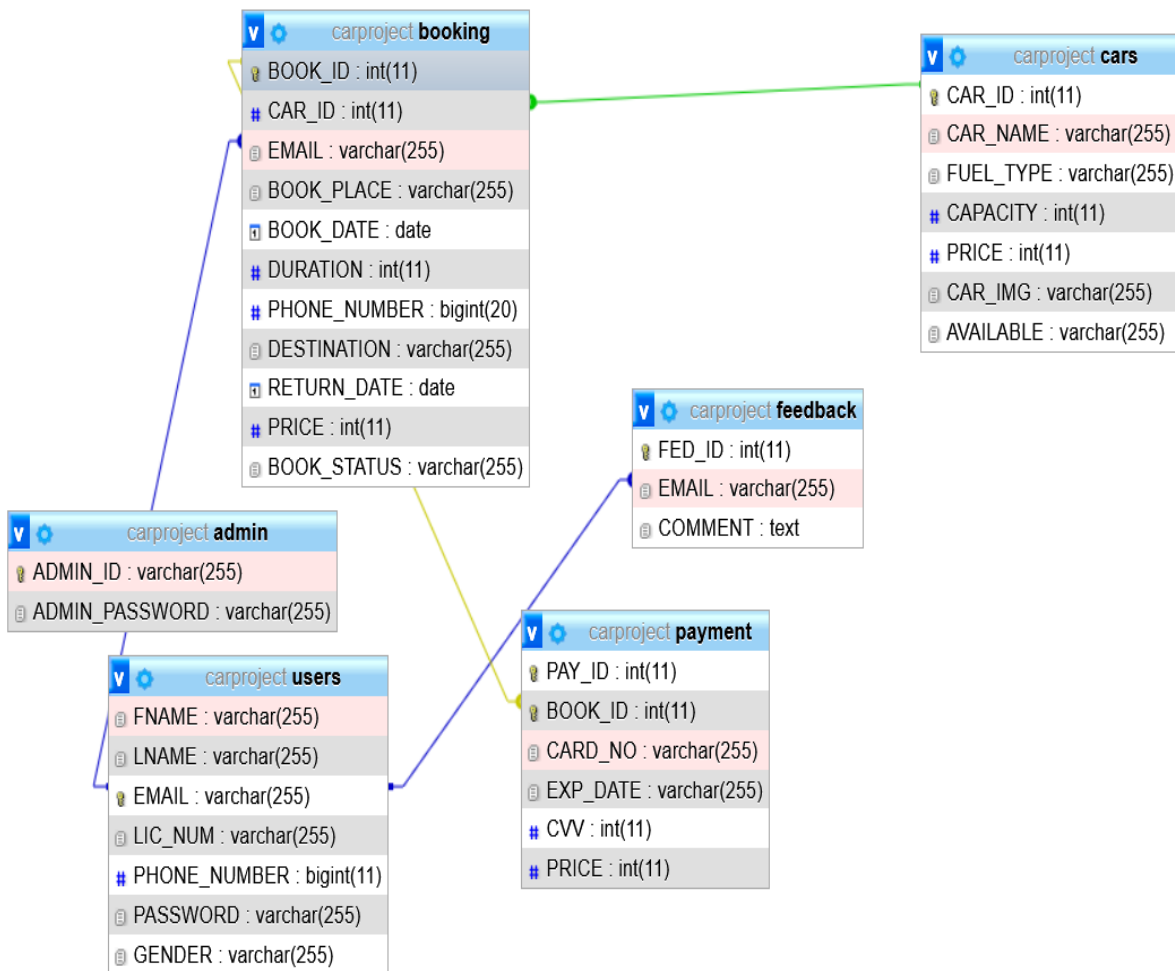 v carproject booking
BOOK_ID : int(11)
# CAR_ID : int(11)
EMAIL : varchar(255)
BOOK_PLACE : varchar(255)
BOOK_DATE : date
# DURATION : int(11)
# PHONE_NUMBER : bigint(20)
DESTINATION : varchar(255)
RETURN_DATE : date
# PRICE : int(11)
BOOK_STATUS : varchar(255)
v carproject cars
CAR_ID : int(11)
CAR_NAME : varchar(255)
FUEL_TYPE : varchar(255)
# CAPACITY : int(11)
# PRICE : int(11)
CAR_IMG : varchar(255)
AVAILABLE : varchar(255)
v carproject feedback
FED_ID : int(11)
EMAIL : varchar(255)
COMMENT : text
v carproject admin
ADMIN_ID : varchar(255)
ADMIN_PASSWORD : varchar(255)
v carproject payment
PAY_ID : int(11)
BOOK_ID : int(11)
CARD_NO : varchar(255)
EXP_DATE : varchar(255)
# CVV : int(11)
# PRICE : int(11)
v carproject users
FNAME : varchar(255)
LNAME : varchar(255)
EMAIL : varchar(255)
LIC_NUM : varchar(255)
# PHONE_NUMBER : bigint(11)
PASSWORD : varchar(255)
GENDER : varchar(255)